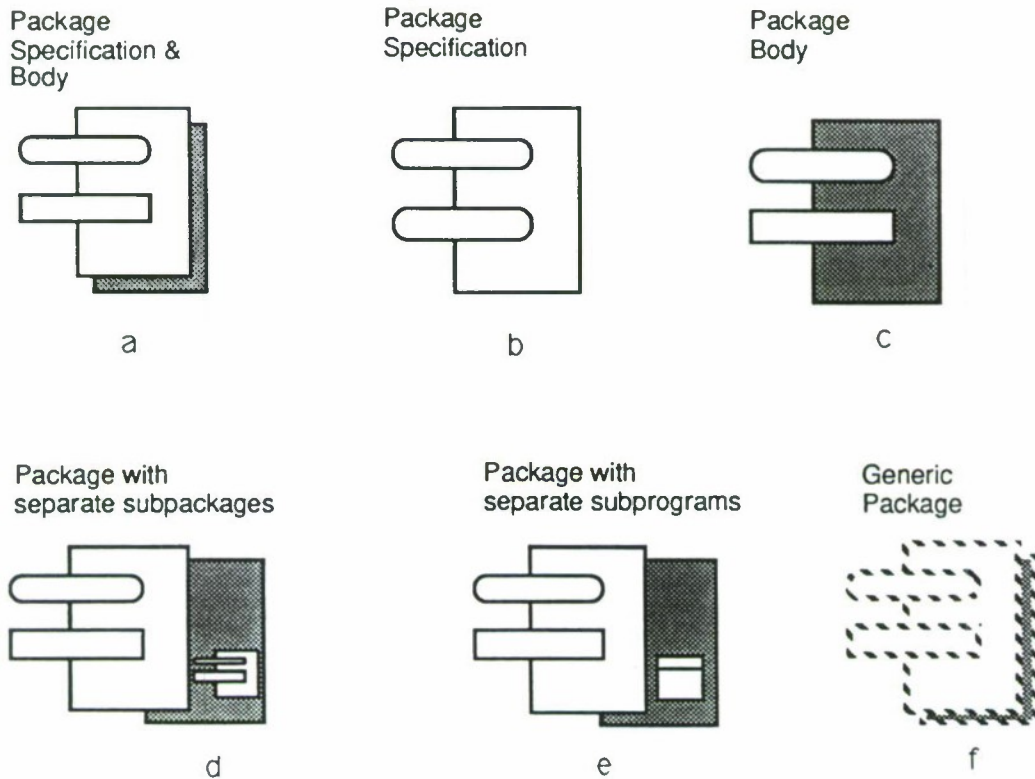 Package
Specification &
Body
Package
Specification
Package
Body
a
b
c
Package with
separate subpackages
Package with
separate subprograms
Generic
Package
d
e
f